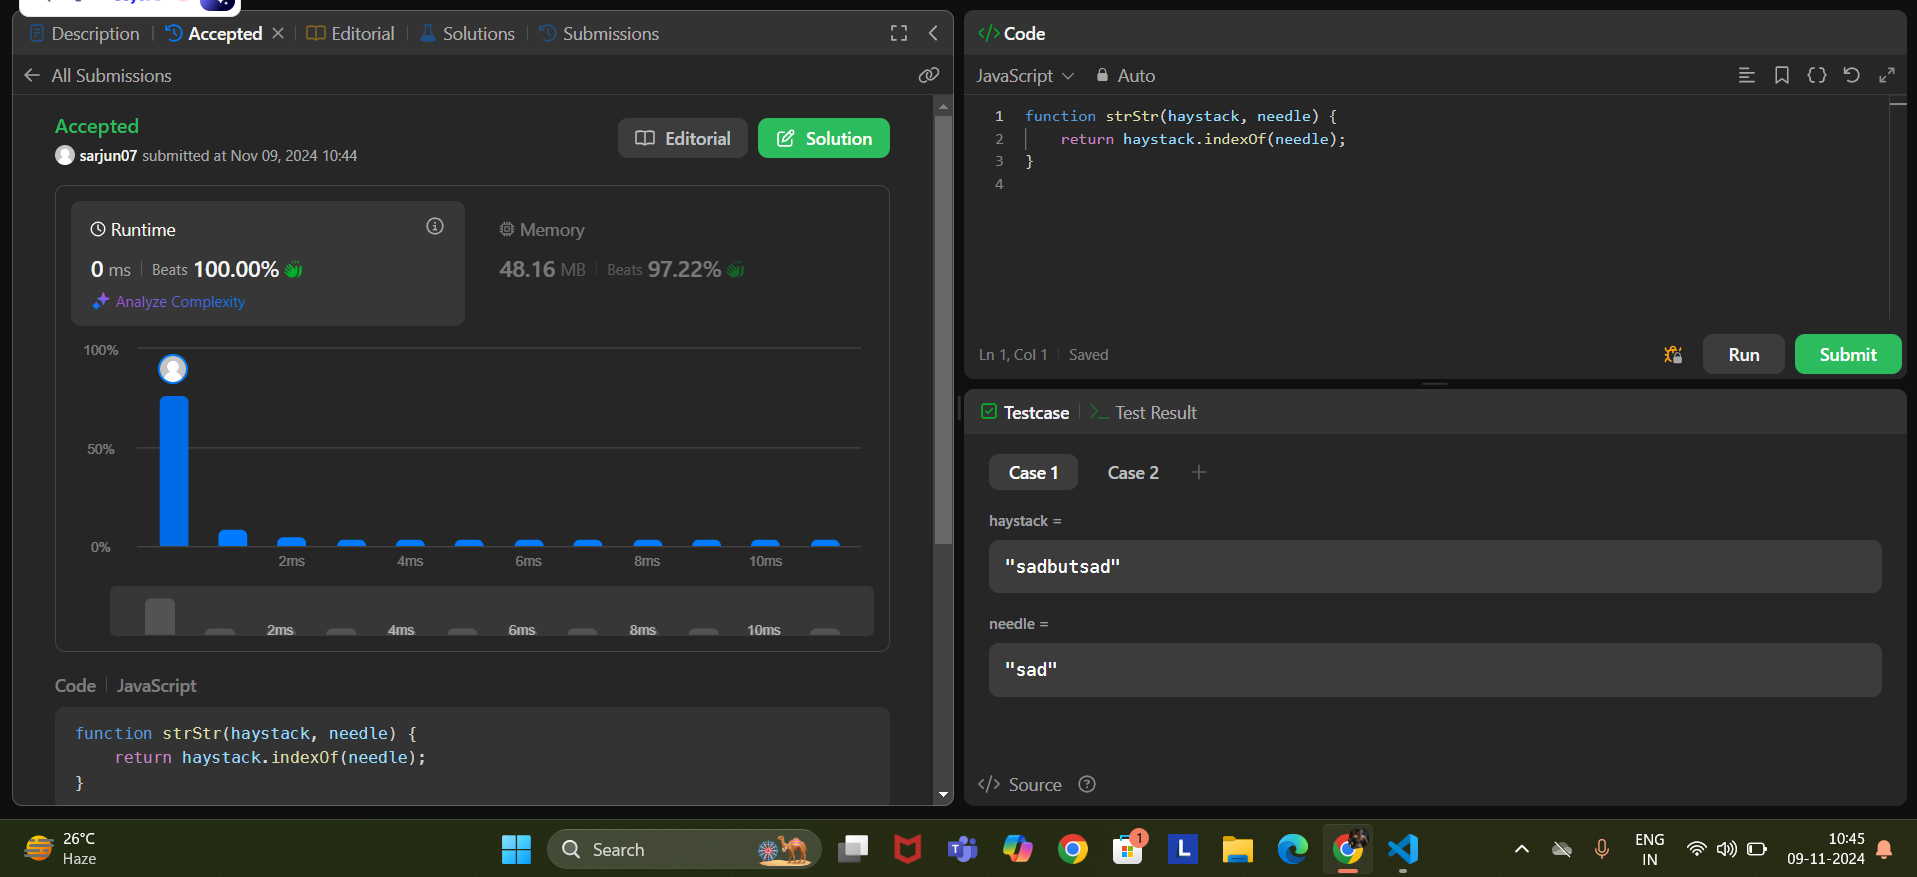 Description
Accepted
Editorial
Solutions
Submissions
All Submissions
Accepted
sarjun07 submitted at Nov 09, 2024 10:44
Editorial
Solution
Runtime
0 ms
Beats 100.00%
Analyze Complexity
Memory
48.16 MB
Beats 97.22%
100%
50%
0%
2ms 4ms 6ms 8ms 10ms
2ms 4ms 6ms 8ms 10ms
Code
JavaScript
function strStr(haystack, needle) {
return haystack.indexOf(needle);
}
</> Code
JavaScript
Auto
1 function strStr(haystack, needle) {
2 return haystack.indexOf(needle);
3 }
4
Ln 1, Col 1
Saved
Run
Submit
Testcase
Test Result
Case 1
Case 2
haystack =
"sadbutsad"
needle =
"sad"
</> Source
26°C
Haze
Search
1
L
ENG
IN
10:45
09-11-2024